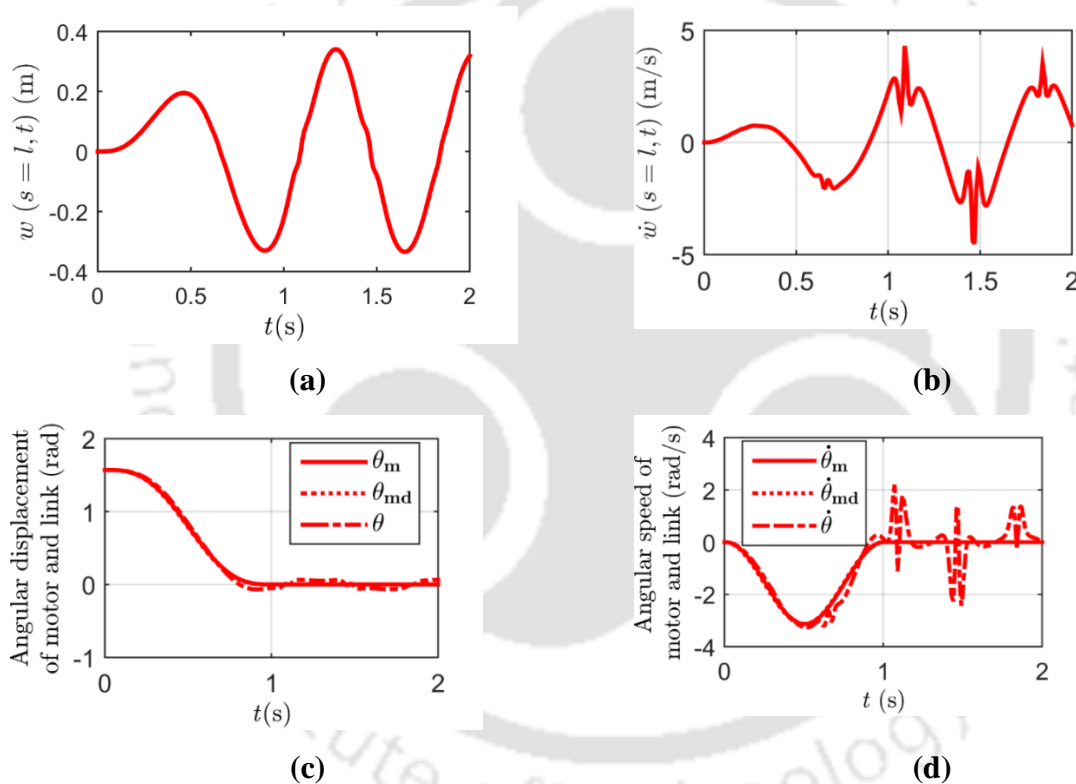 0.4
0.2
0
-0.2
-0.4
w (s = l, t) (m)
0 0.5 1 1.5 2
t(s)
(a)
5
0
-5
ẇ (s = l, t) (m/s)
0 0.5 1 1.5 2
t(s)
(b)
2
1
0
-1
Angular displacement
of motor and link (rad)
θm
θmd
θ
0 1 2
t(s)
(c)
4
2
0
-2
-4
Angular speed of
motor and link (rad/s)
θ̇m
θ̇md
θ̇
0 1 2
t (s)
(d)
ute
nology